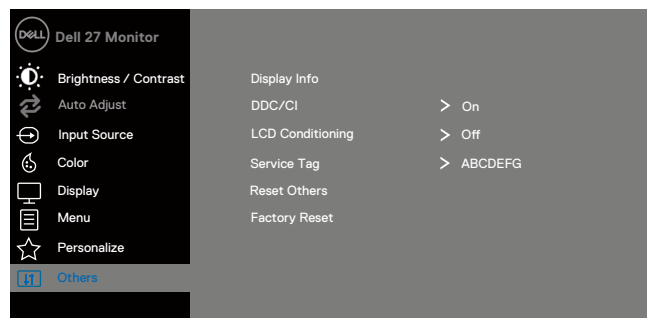 DELL Dell 27 Monitor
Brightness / Contrast Display Info
Auto Adjust DDC/CI > On
Input Source LCD Conditioning > Off
Color Service Tag > ABCDEFG
Display Reset Others
Menu Factory Reset
Personalize
Others